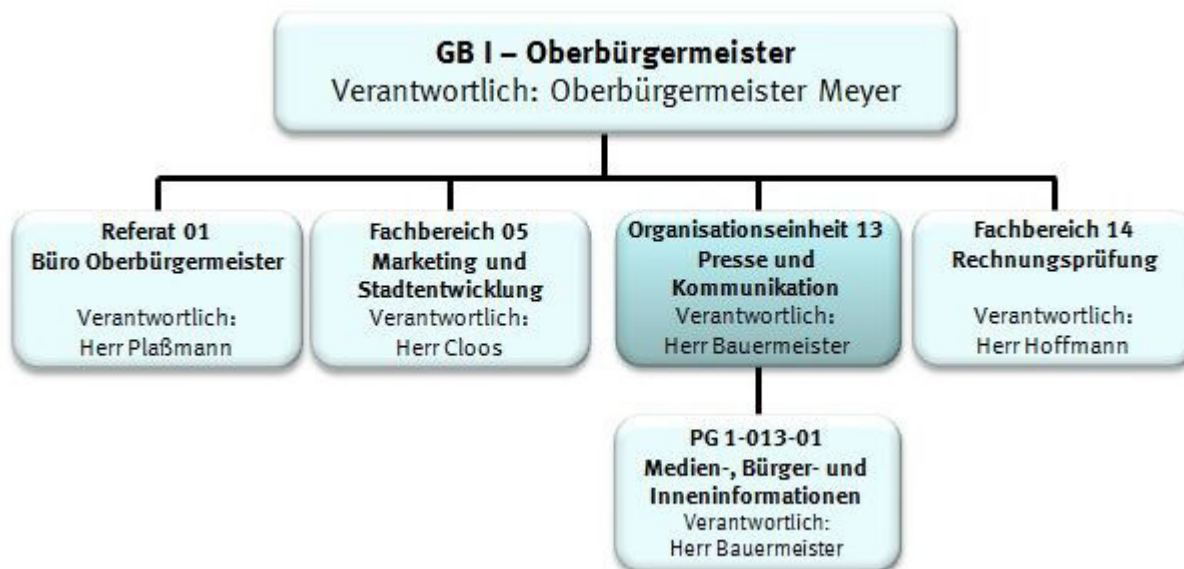 GB I – Oberbürgermeister
Verantwortlich: Oberbürgermeister Meyer
Referat 01
Büro Oberbürgermeister
Verantwortlich:
Herr Plaßmann
Fachbereich 05
Marketing und
Stadtentwicklung
Verantwortlich:
Herr Cloos
Organisationseinheit 13
Presse und
Kommunikation
Verantwortlich:
Herr Bauermeister
Fachbereich 14
Rechnungsprüfung
Verantwortlich:
Herr Hoffmann
PG 1-013-01
Medien-, Bürger- und
Inneninformationen
Verantwortlich:
Herr Bauermeister